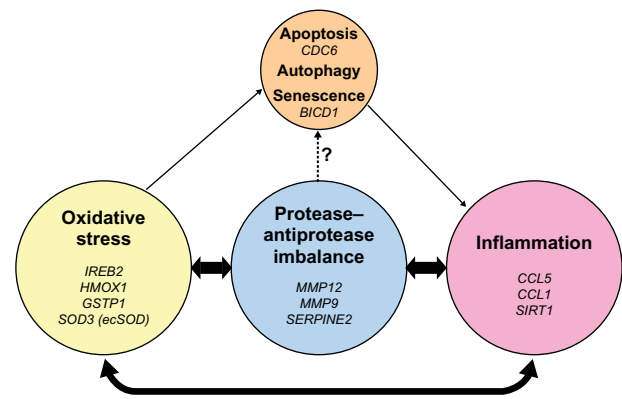 Apoptosis
CDC6
Autophagy
Senescence
BICD1
?
Oxidative
stress
IREB2
HMOX1
GSTP1
SOD3 (ecSOD)
Protease–
antiprotease
imbalance
MMP12
MMP9
SERPINE2
Inflammation
CCL5
CCL1
SIRT1